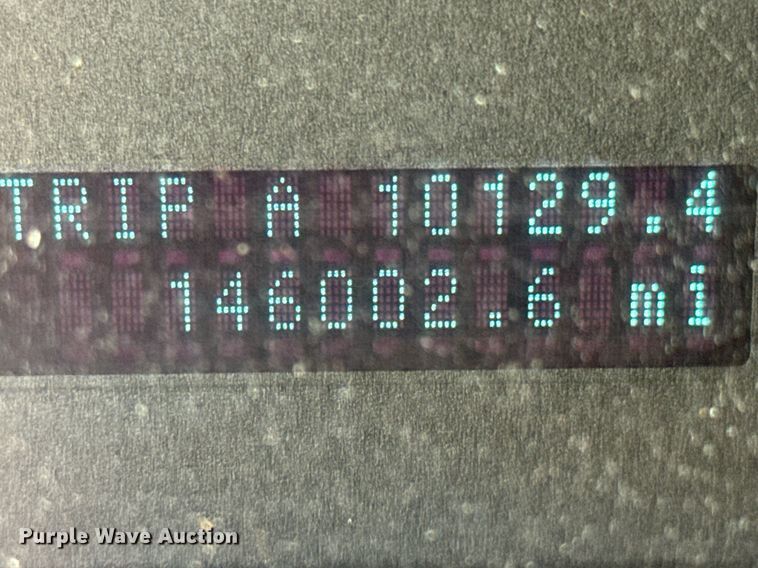 TRIP A 10129.4
146002.6 mi
Purple Wave Auction